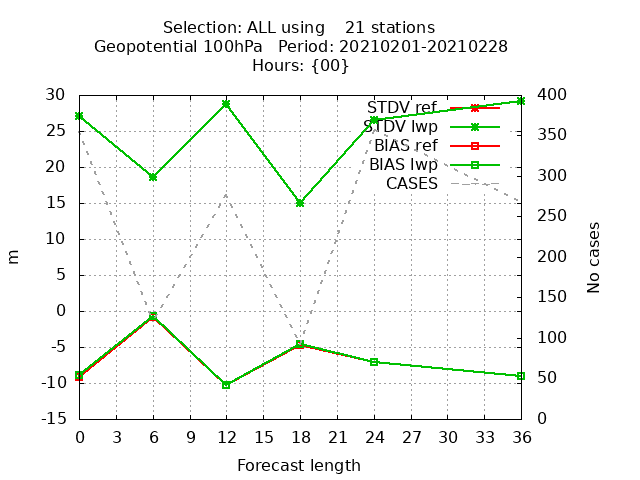 Selection: ALL using    21 stations
Geopotential 100hPa   Period: 20210201-20210228
Hours: {00}
STDV ref
STDV lwp
BIAS ref
BIAS lwp
CASES
30
25
20
15
10
5
0
-5
-10
-15
m
400
350
300
250
200
150
100
50
0
No cases
0 3 6 9 12 15 18 21 24 27 30 33 36
Forecast length